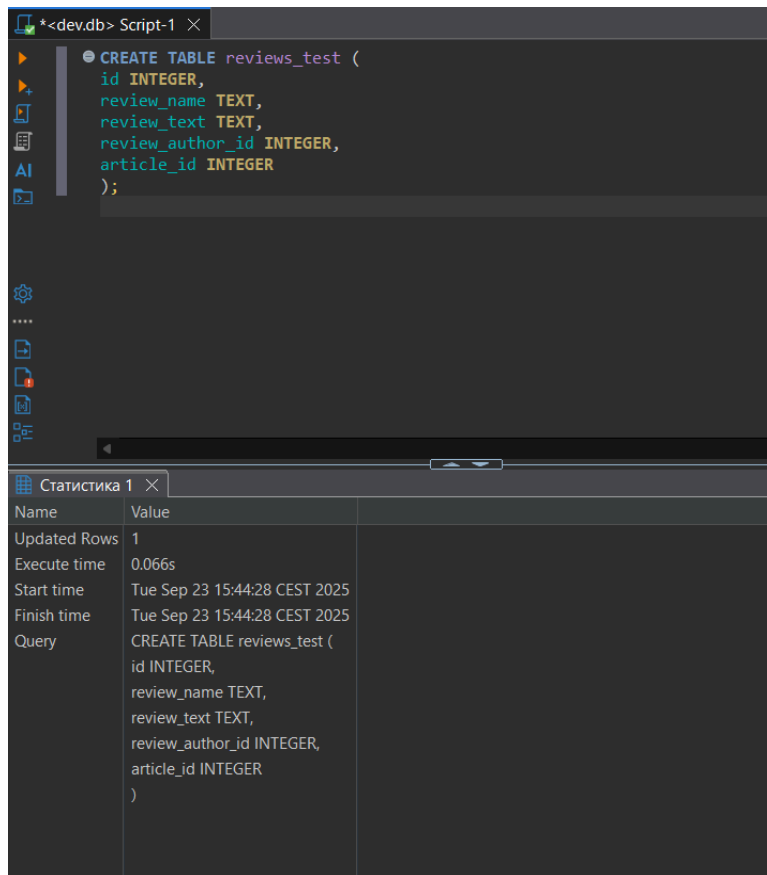 *<dev.db> Script-1
CREATE TABLE reviews_test (
id INTEGER,
review_name TEXT,
review_text TEXT,
review_author_id INTEGER,
article_id INTEGER
);
AI
Статистика 1
Name Value
Updated Rows 1
Execute time 0.066s
Start time Tue Sep 23 15:44:28 CEST 2025
Finish time Tue Sep 23 15:44:28 CEST 2025
Query CREATE TABLE reviews_test (
id INTEGER,
review_name TEXT,
review_text TEXT,
review_author_id INTEGER,
article_id INTEGER
)